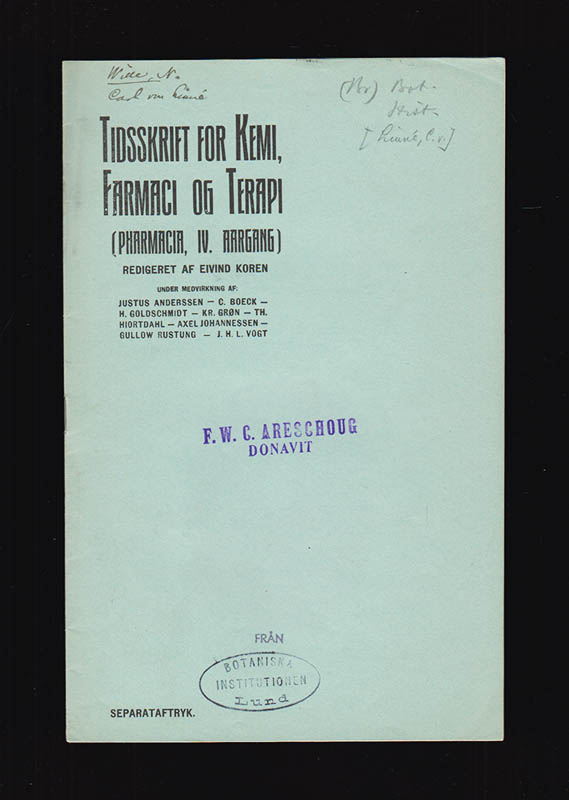 Wille, N.
Carl von Linné
(Br) Bot.
Hist.
[Linné, C. v.]
TIDSSKRIFT FOR KEMI,
FARMACI OG TERAPI
(PHARMACIA, IV. AARGANG)
REDIGERET AF EIVIND KOREN
UNDER MEDVIRKNING AF:
JUSTUS ANDERSSEN — C. BOECK —
H. GOLDSCHMIDT — KR. GRØN — TH.
HIORTDAHL — AXEL JOHANNESSEN —
GULLOW RUSTUNG — J. H. L. VOGT
F. W. C. ARESCHOUG
DONAVIT
FRÅN
BOTANISKA
INSTITUTIONEN
Lund
SEPARATAFTRYK.